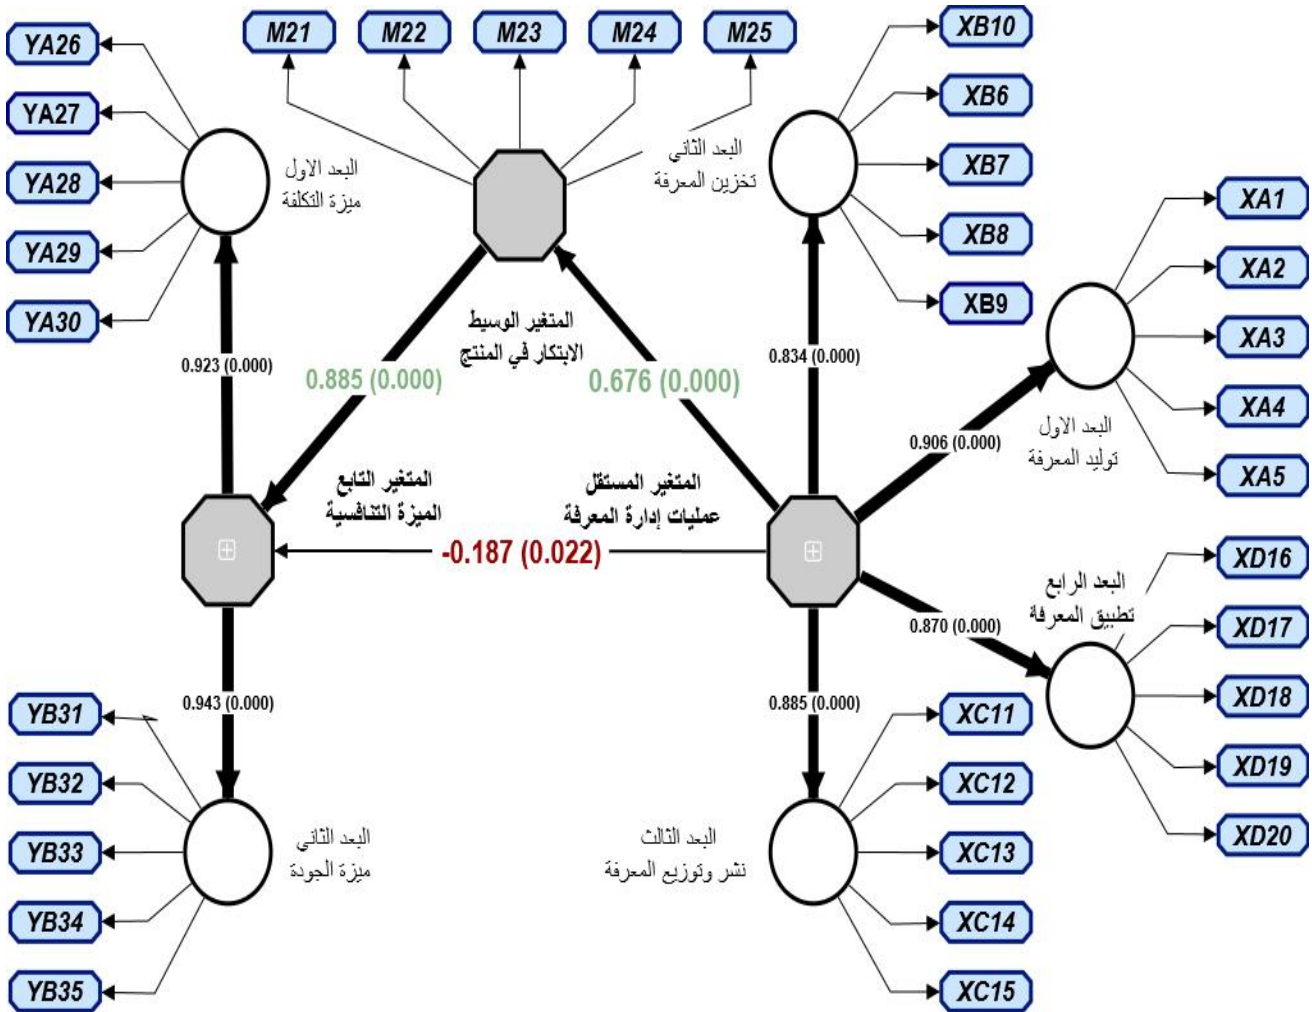 M21
M22
M23
M24
M25
XB10
XB6
XB7
XB8
XB9
YA26
YA27
YA28
YA29
YA30
البعد الاول
ميزة التكلفة
البعد الثاني
تخزين المعرفة
XA1
XA2
XA3
XA4
XA5
البعد الاول
توليد المعرفة
المتغير الوسيط
الابتكار في المنتج
0.923 (0.000)
0.885 (0.000)
0.676 (0.000)
0.834 (0.000)
0.906 (0.000)
المتغير المستقل
عمليات إدارة المعرفة
المتغير التابع
الميزة التنافسية
-0.187 (0.022)
البعد الرابع
تطبيق المعرفة
0.870 (0.000)
XD16
XD17
XD18
XD19
XD20
0.943 (0.000)
0.885 (0.000)
YB31
YB32
YB33
YB34
YB35
البعد الثاني
ميزة الجودة
البعد الثالث
نشر وتوزيع المعرفة
XC11
XC12
XC13
XC14
XC15